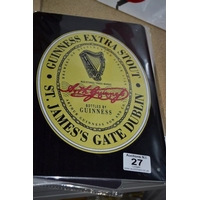 GUINNESS EXTRA STOUT
BOTTLED BY
GUINNESS
ST. JAMES'S GATE DUBLIN
27